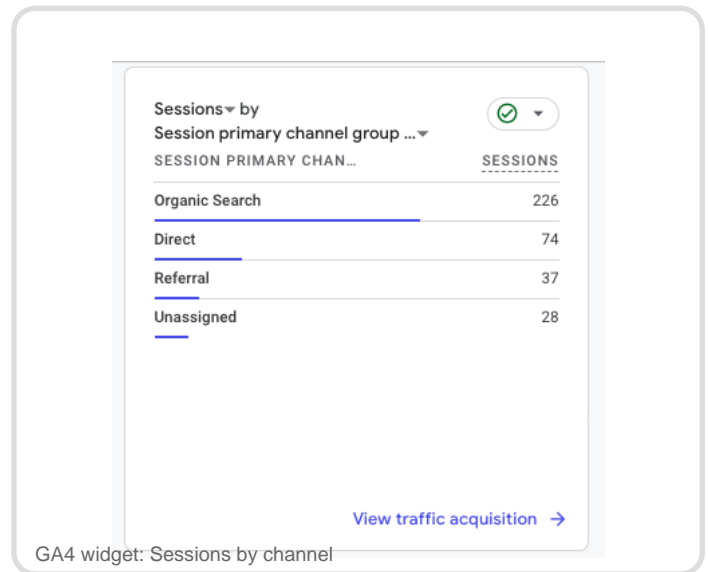 Sessions by
Session primary channel group ...
SESSION PRIMARY CHAN... SESSIONS
Organic Search 226
Direct 74
Referral 37
Unassigned 28
View traffic acquisition
GA4 widget: Sessions by channel